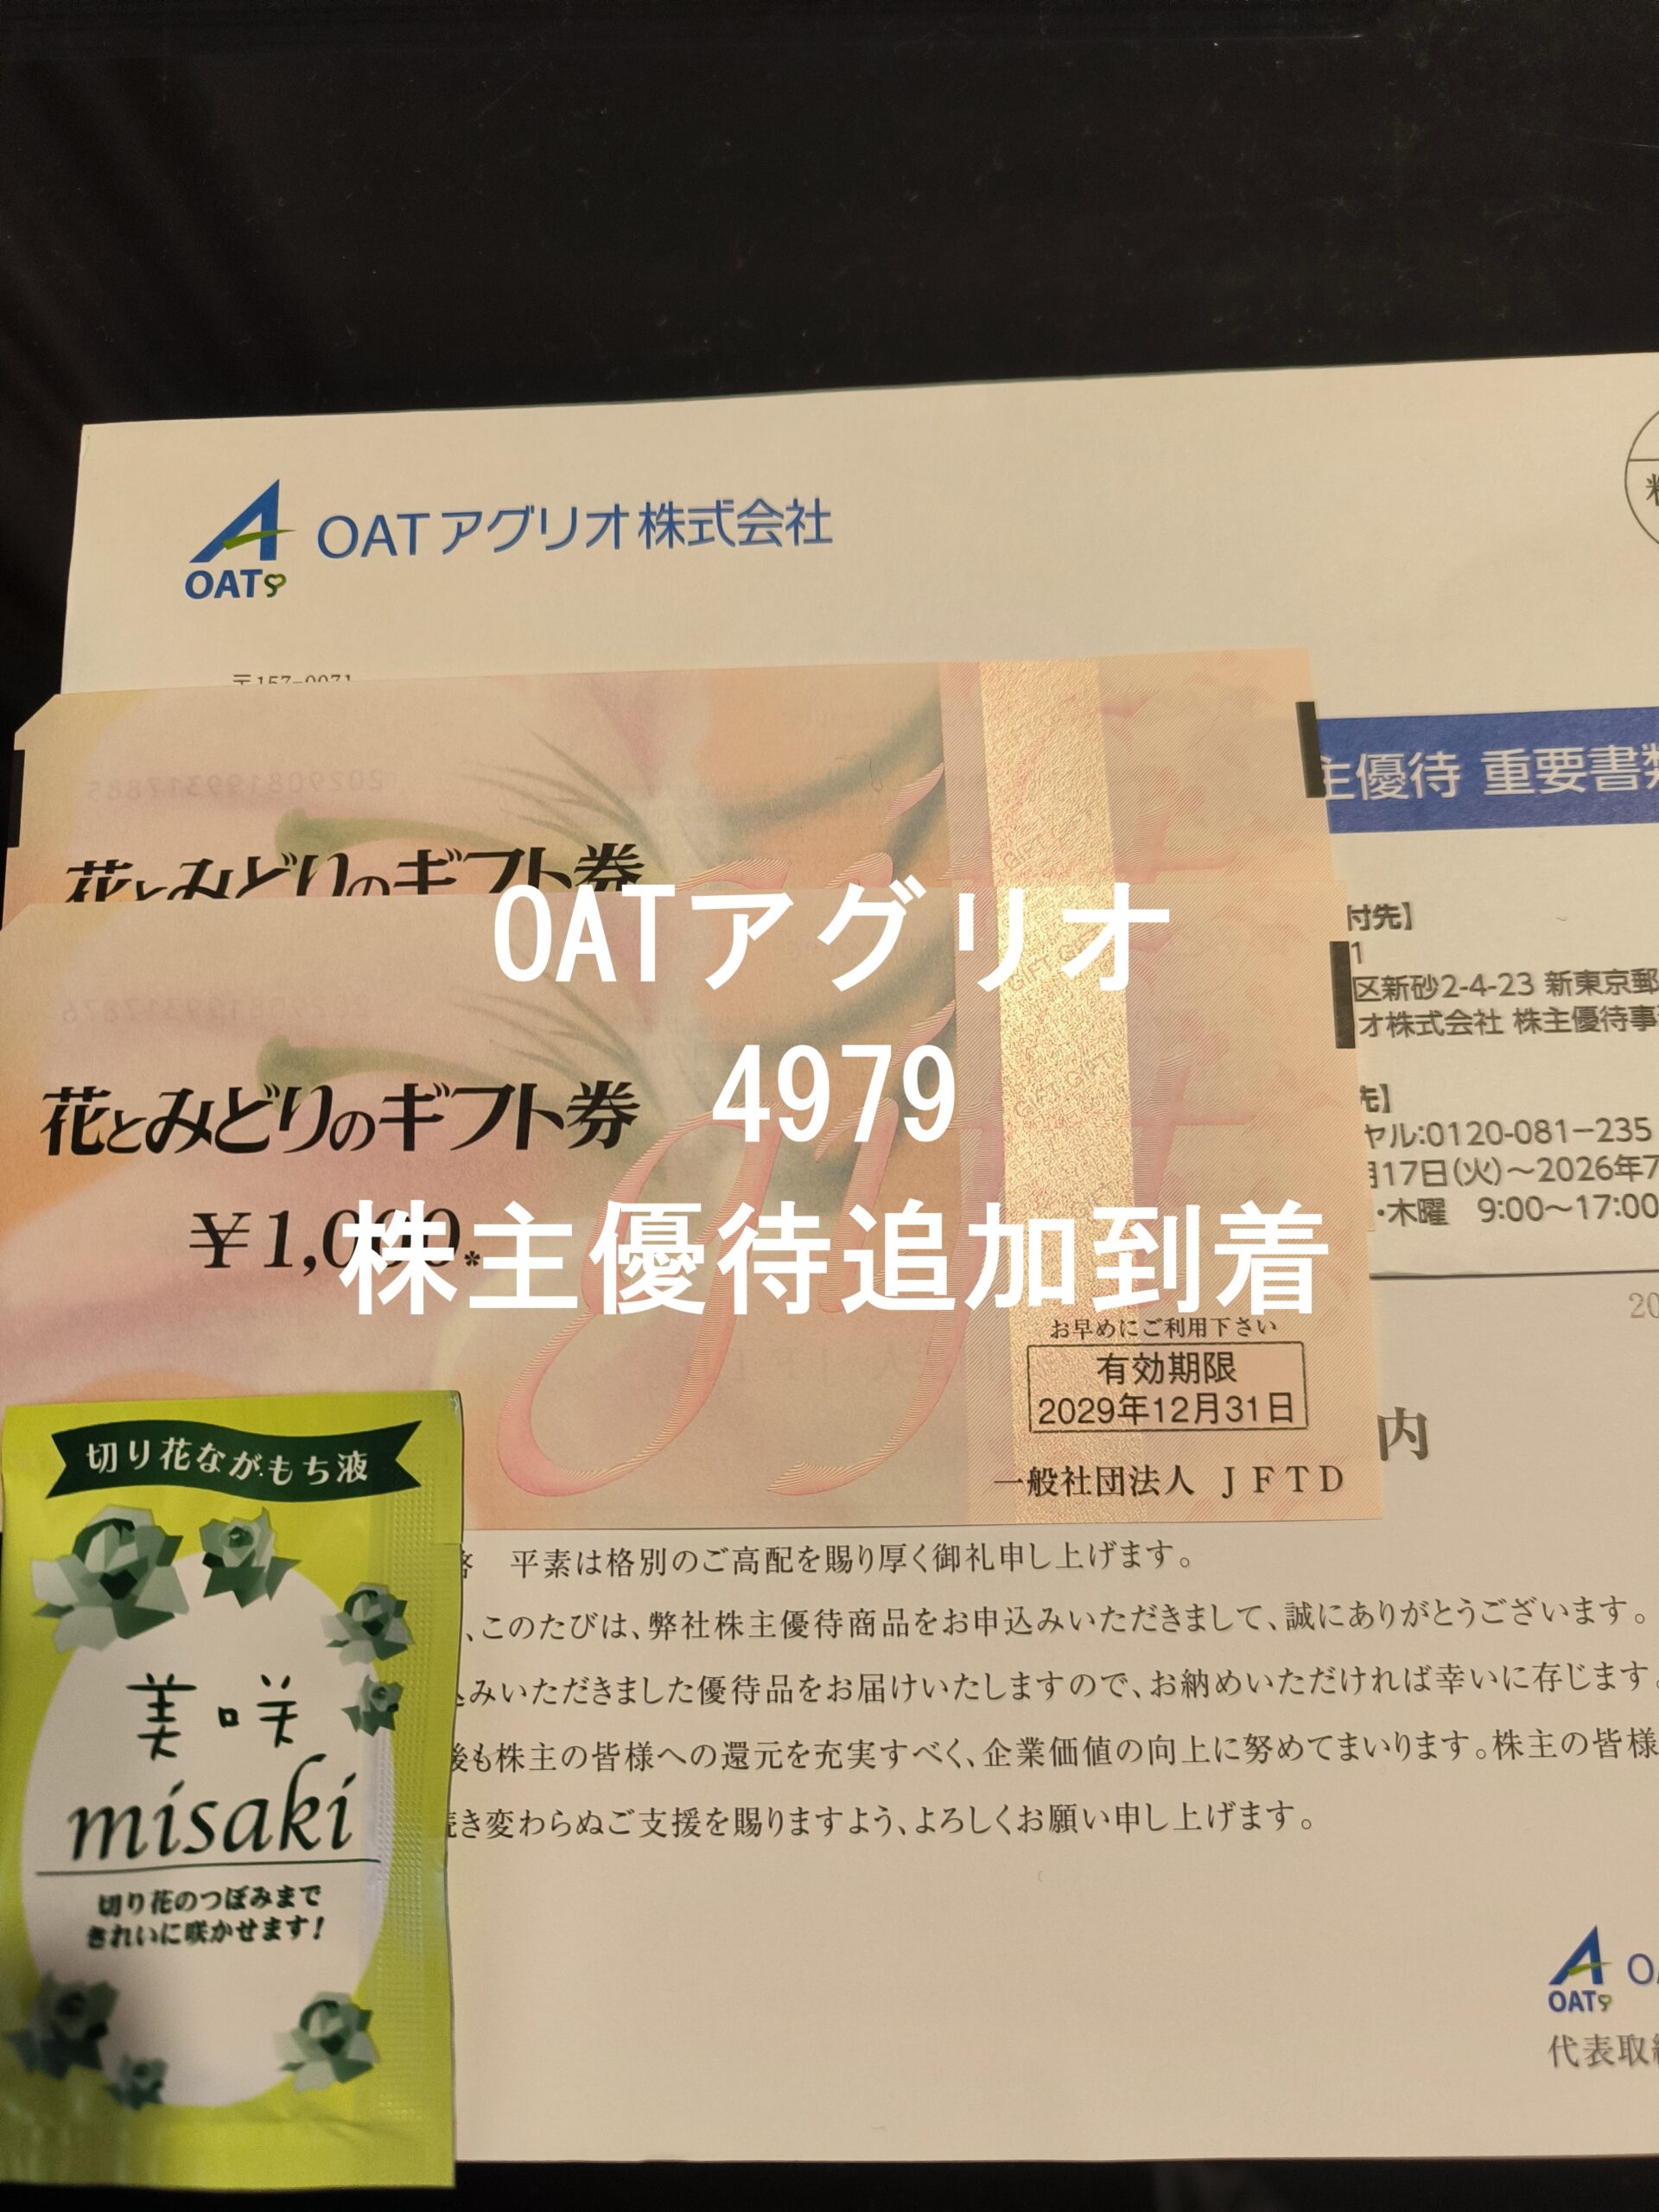 OATアグリオ株式会社
OAT
〒157-0071
主優待 重要書類
花とみどりのギフト券
OATアグリオ
付先】
1
区新砂2-4-23 新東京郵
オ株式会社 株主優待事
4979
花とみどりのギフト券
先】
ヤル:0120-081-235
月17日(火)~2026年7
・木曜 9:00~17:00
¥1,000.*
株主優待追加到着
お早めにご利用下さい
有効期限
2029年12月31日
内
一般社団法人 JFTD
切り花ながもち液
美咲
misaki
切り花のつぼみまで
きれいに咲かせます!
平素は格別のご高配を賜り厚く御礼申し上げます。
、このたびは、弊社株主優待商品をお申込みいただきまして、誠にありがとうございます。
込みいただきました優待品をお届けいたしますので、お納めいただければ幸いに存じます。
後も株主の皆様への還元を充実すべく、企業価値の向上に努めてまいります。株主の皆様
続き変わらぬご支援を賜りますよう、よろしくお願い申し上げます。
OAT
代表取